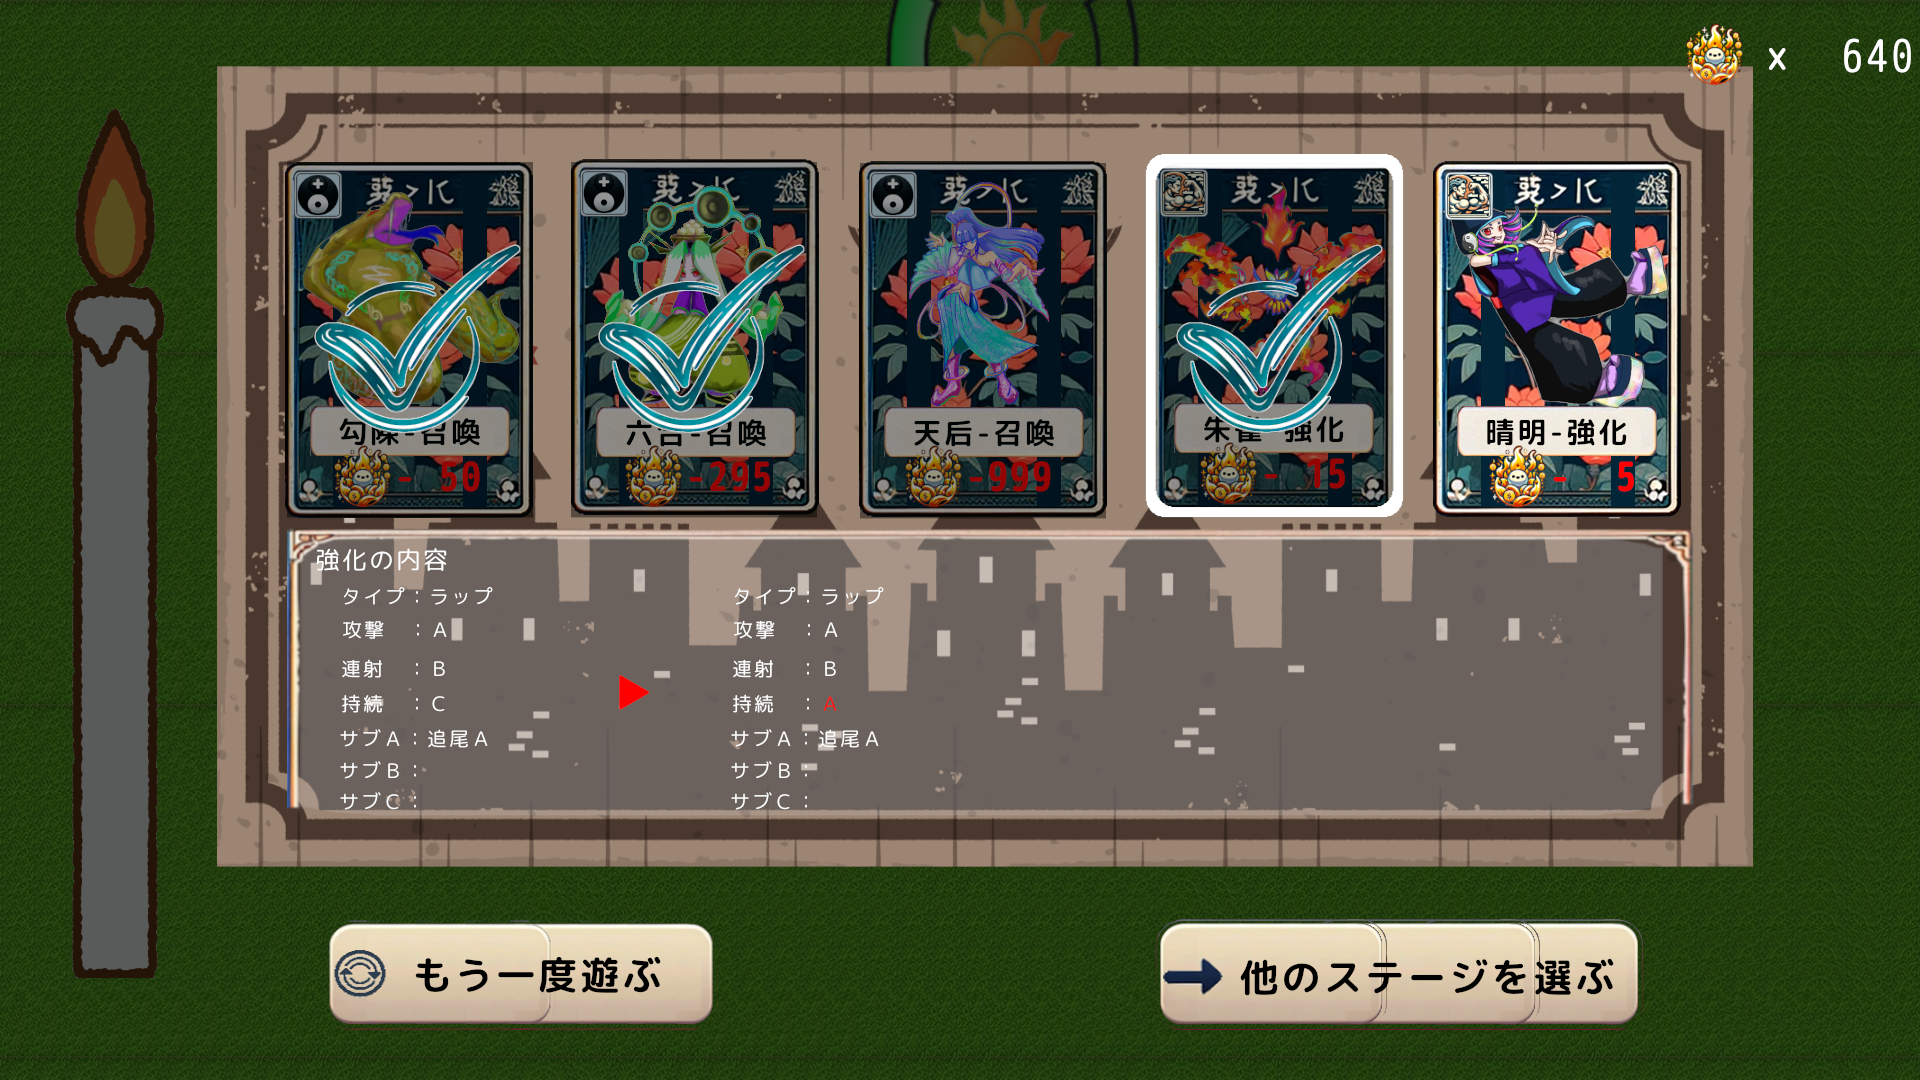 x 640
勾陳-召喚
六合-召喚
天后-召喚
朱雀-強化
晴明-強化
- 50
-295
-999
- 15
- 5
強化の内容
タイプ：ラップ
攻撃：A
連射：B
持続：C
サブA：追尾A
サブB：
サブC：
タイプ：ラップ
攻撃：A
連射：B
持続：A
サブA：追尾A
サブB：
サブC：
もう一度遊ぶ
他のステージを選ぶ